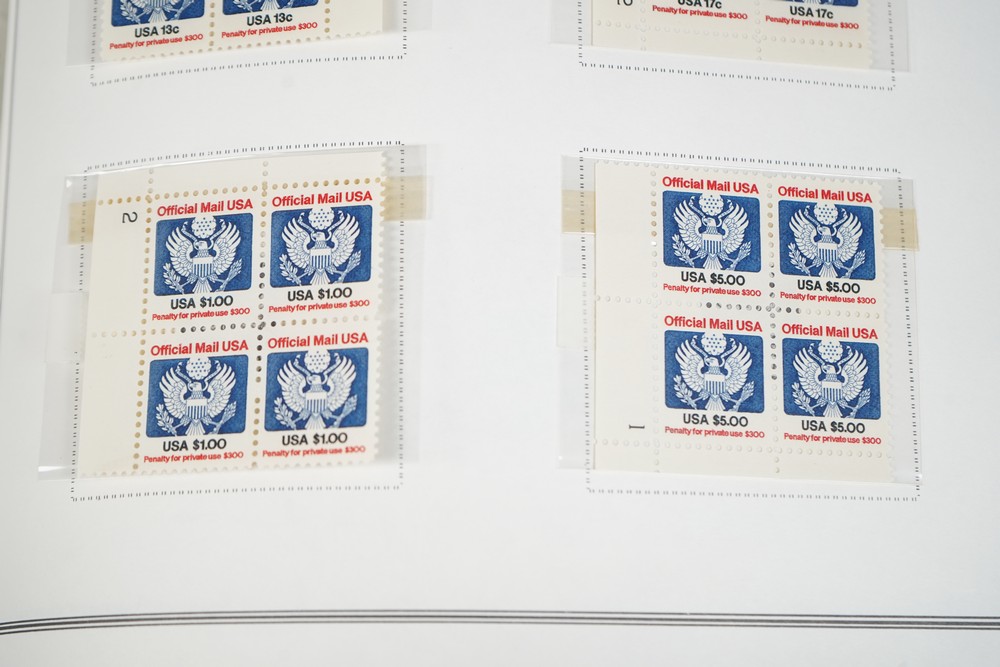 USA 13c
Penalty for private use $300
USA 13c
Penalty for private use $300
2
USA 17c
Penalty for private use $300
USA 17c
Penalty for private use $300
2
Official Mail USA
USA $1.00
Penalty for private use $300
Official Mail USA
USA $1.00
Penalty for private use $300
Official Mail USA
USA $1.00
Penalty for private use $300
Official Mail USA
USA $1.00
Penalty for private use $300
Official Mail USA
USA $5.00
Penalty for private use $300
Official Mail USA
USA $5.00
Penalty for private use $300
1
Official Mail USA
USA $5.00
Penalty for private use $300
Official Mail USA
USA $5.00
Penalty for private use $300